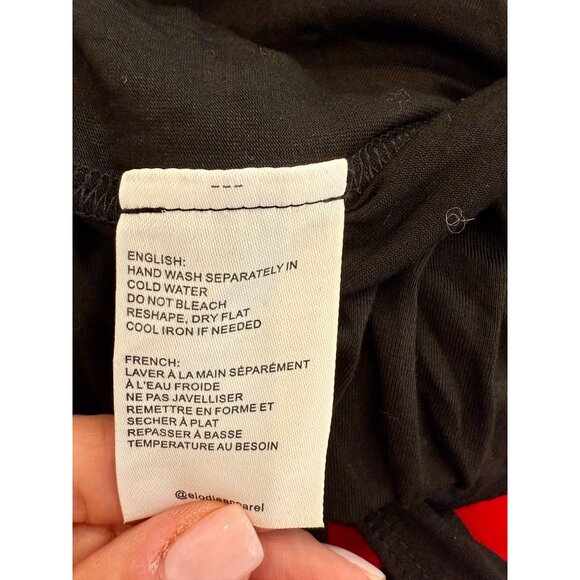 ---
ENGLISH:
HAND WASH SEPARATELY IN
COLD WATER
DO NOT BLEACH
RESHAPE, DRY FLAT
COOL IRON IF NEEDED
FRENCH:
LAVER À LA MAIN SÉPARÉMENT
À L'EAU FROIDE
NE PAS JAVELLISER
REMETTRE EN FORME ET
SECHER À PLAT
REPASSER À BASSE
TEMPERATURE AU BESOIN
@elodieapparel